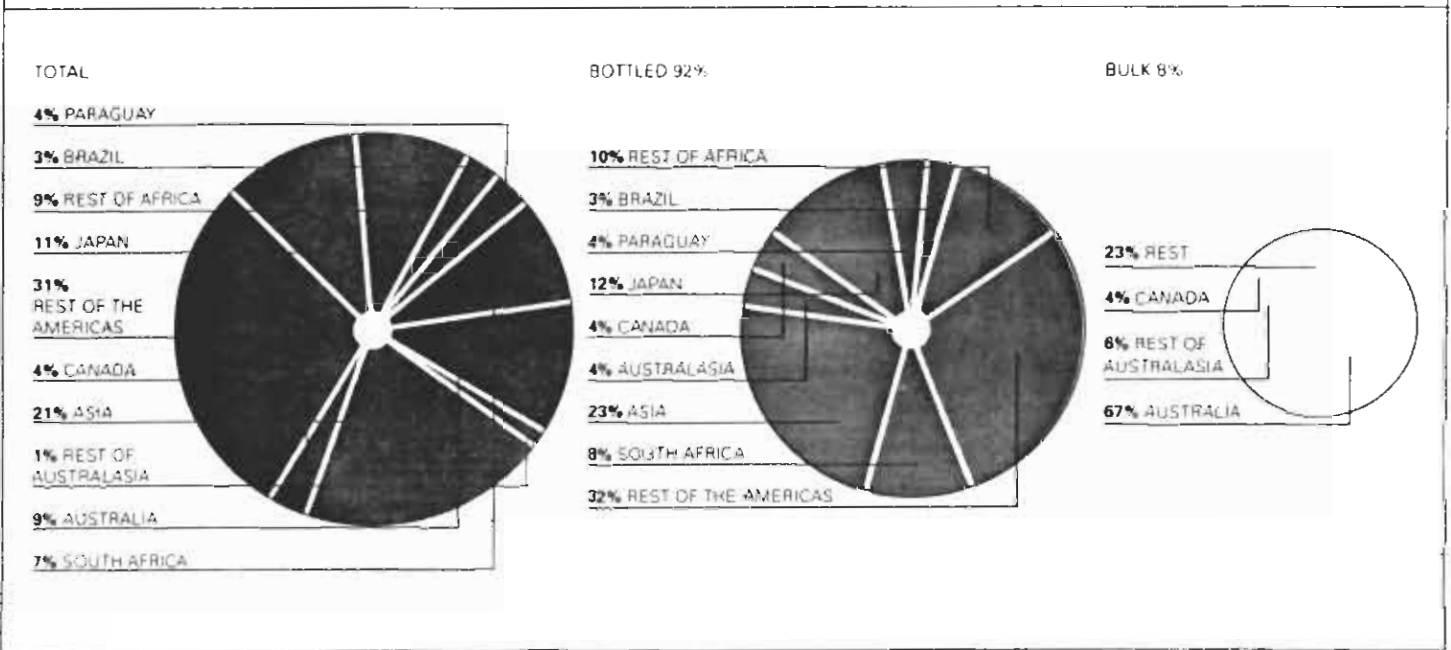 TOTAL
4% PARAGUAY
3% BRAZIL
9% REST OF AFRICA
11% JAPAN
31%
REST OF THE
AMERICAS
4% CANADA
21% ASIA
1% REST OF
AUSTRALASIA
9% AUSTRALIA
7% SOUTH AFRICA
BOTTLED 92%
10% REST OF AFRICA
3% BRAZIL
4% PARAGUAY
12% JAPAN
4% CANADA
4% AUSTRALASIA
23% ASIA
8% SOUTH AFRICA
32% REST OF THE AMERICAS
BULK 8%
23% REST
4% CANADA
6% REST OF
AUSTRALASIA
67% AUSTRALIA